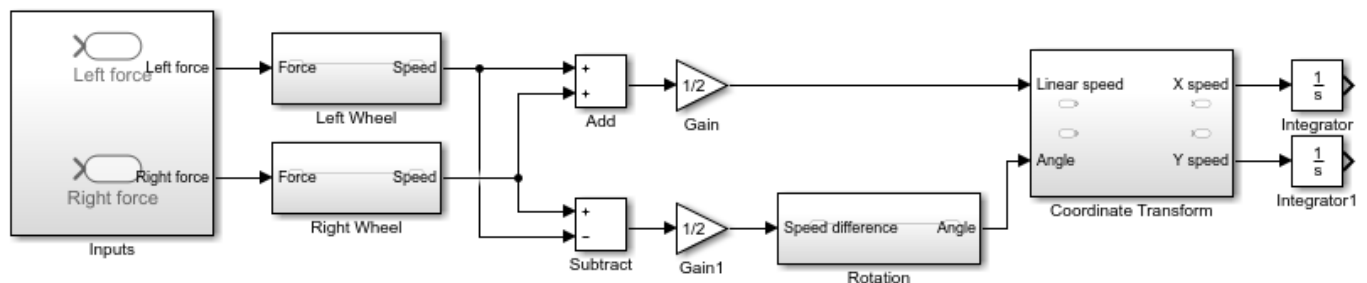 Left force
Left force
Right force
Right force
Inputs
Force Speed
Left Wheel
Force Speed
Right Wheel
+
+
Add
1/2
Gain
+
−
Subtract
1/2
Gain1
Speed difference Angle
Rotation
Linear speed X speed
Angle Y speed
Coordinate Transform
1
s
Integrator
1
s
Integrator1